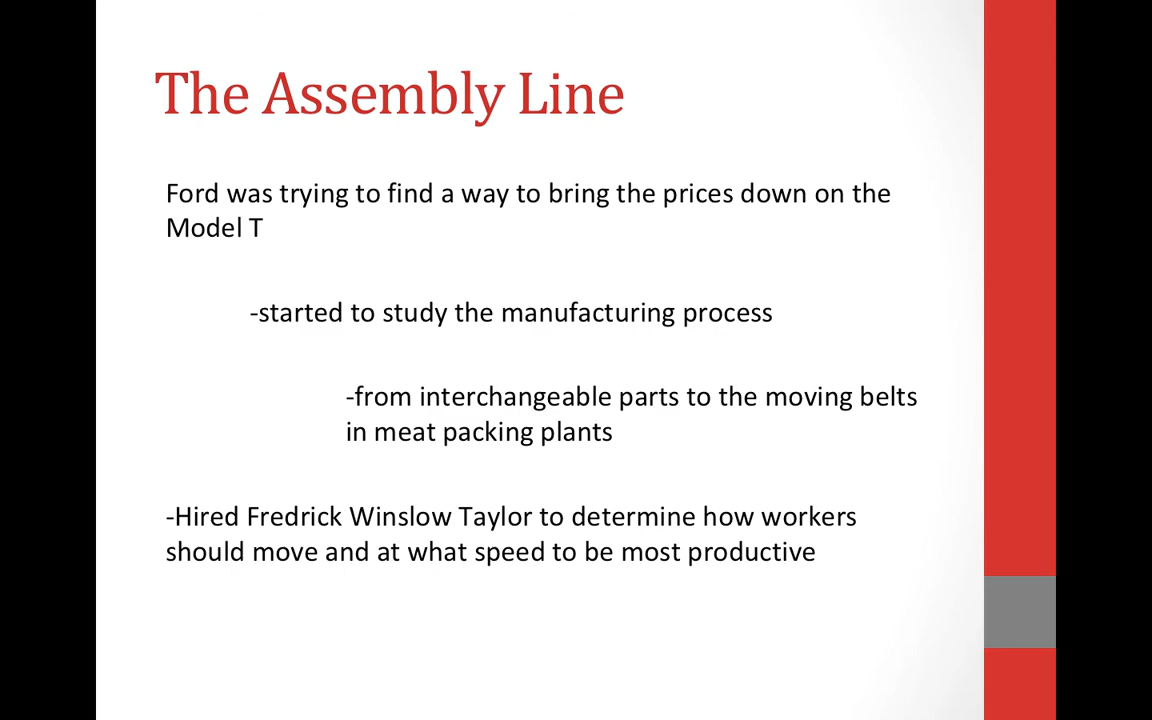 The Assembly Line
Ford was trying to find a way to bring the prices down on the
Model T
-started to study the manufacturing process
-from interchangeable parts to the moving belts
in meat packing plants
-Hired Fredrick Winslow Taylor to determine how workers
should move and at what speed to be most productive